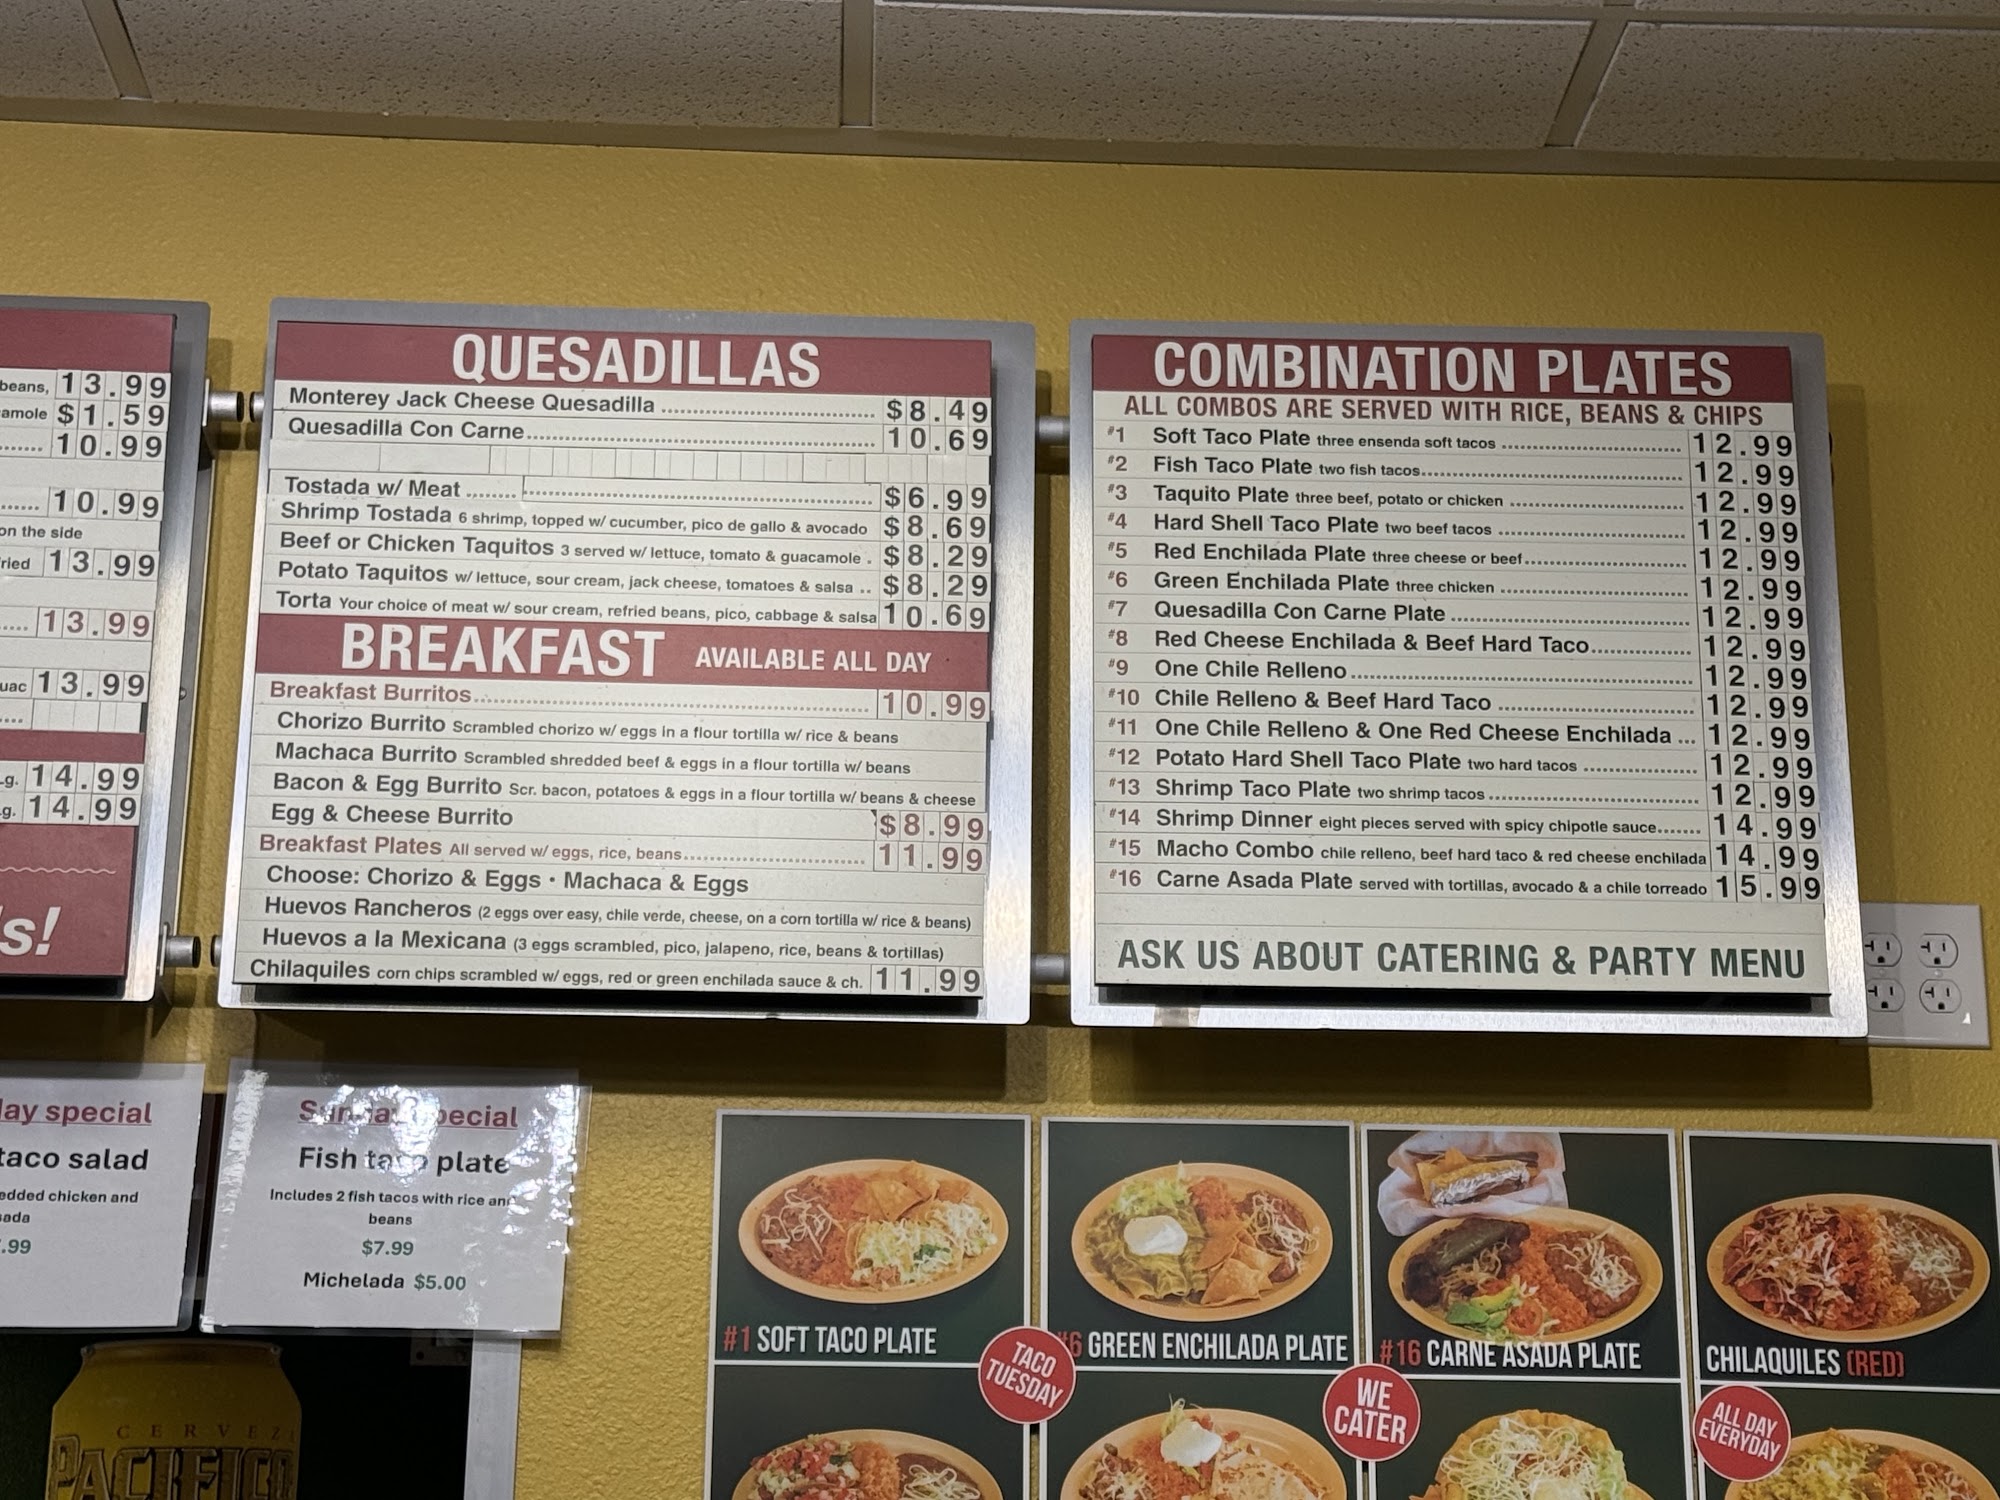 beans, 13.99
amole $1.59
10.99
10.99
on the side
ried 13.99
13.99
uac 13.99
g. 14.99
g. 14.99
s!
QUESADILLAS
Monterey Jack Cheese Quesadilla $8.49
Quesadilla Con Carne 10.69
Tostada w/ Meat $6.99
Shrimp Tostada 6 shrimp, topped w/ cucumber, pico de gallo & avocado $8.69
Beef or Chicken Taquitos 3 served w/ lettuce, tomato & guacamole . $8.29
Potato Taquitos w/ lettuce, sour cream, jack cheese, tomatoes & salsa .. $8.29
Torta Your choice of meat w/ sour cream, refried beans, pico, cabbage & salsa 10.69
BREAKFAST AVAILABLE ALL DAY
Breakfast Burritos 10.99
Chorizo Burrito Scrambled chorizo w/ eggs in a flour tortilla w/ rice & beans
Machaca Burrito Scrambled shredded beef & eggs in a flour tortilla w/ beans
Bacon & Egg Burrito Scr. bacon, potatoes & eggs in a flour tortilla w/ beans & cheese
Egg & Cheese Burrito $8.99
Breakfast Plates All served w/ eggs, rice, beans 11.99
Choose: Chorizo & Eggs • Machaca & Eggs
Huevos Rancheros (2 eggs over easy, chile verde, cheese, on a corn tortilla w/ rice & beans)
Huevos a la Mexicana (3 eggs scrambled, pico, jalapeno, rice, beans & tortillas)
Chilaquiles corn chips scrambled w/ eggs, red or green enchilada sauce & ch. 11.99
COMBINATION PLATES
ALL COMBOS ARE SERVED WITH RICE, BEANS & CHIPS
#1 Soft Taco Plate three ensenda soft tacos 12.99
#2 Fish Taco Plate two fish tacos 12.99
#3 Taquito Plate three beef, potato or chicken 12.99
#4 Hard Shell Taco Plate two beef tacos 12.99
#5 Red Enchilada Plate three cheese or beef 12.99
#6 Green Enchilada Plate three chicken 12.99
#7 Quesadilla Con Carne Plate 12.99
#8 Red Cheese Enchilada & Beef Hard Taco 12.99
#9 One Chile Relleno 12.99
#10 Chile Relleno & Beef Hard Taco 12.99
#11 One Chile Relleno & One Red Cheese Enchilada ... 12.99
#12 Potato Hard Shell Taco Plate two hard tacos 12.99
#13 Shrimp Taco Plate two shrimp tacos 12.99
#14 Shrimp Dinner eight pieces served with spicy chipotle sauce 14.99
#15 Macho Combo chile relleno, beef hard taco & red cheese enchilada 14.99
#16 Carne Asada Plate served with tortillas, avocado & a chile torreado 15.99
ASK US ABOUT CATERING & PARTY MENU
ay special
taco salad
edded chicken and
ada
.99
Sunday special
Fish taco plate
Includes 2 fish tacos with rice and
beans
$7.99
Michelada $5.00
CERVEZ
PACIFICO
#1 SOFT TACO PLATE
#6 GREEN ENCHILADA PLATE
#16 CARNE ASADA PLATE
CHILAQUILES (RED)
TACO
TUESDAY
WE
CATER
ALL DAY
EVERYDAY